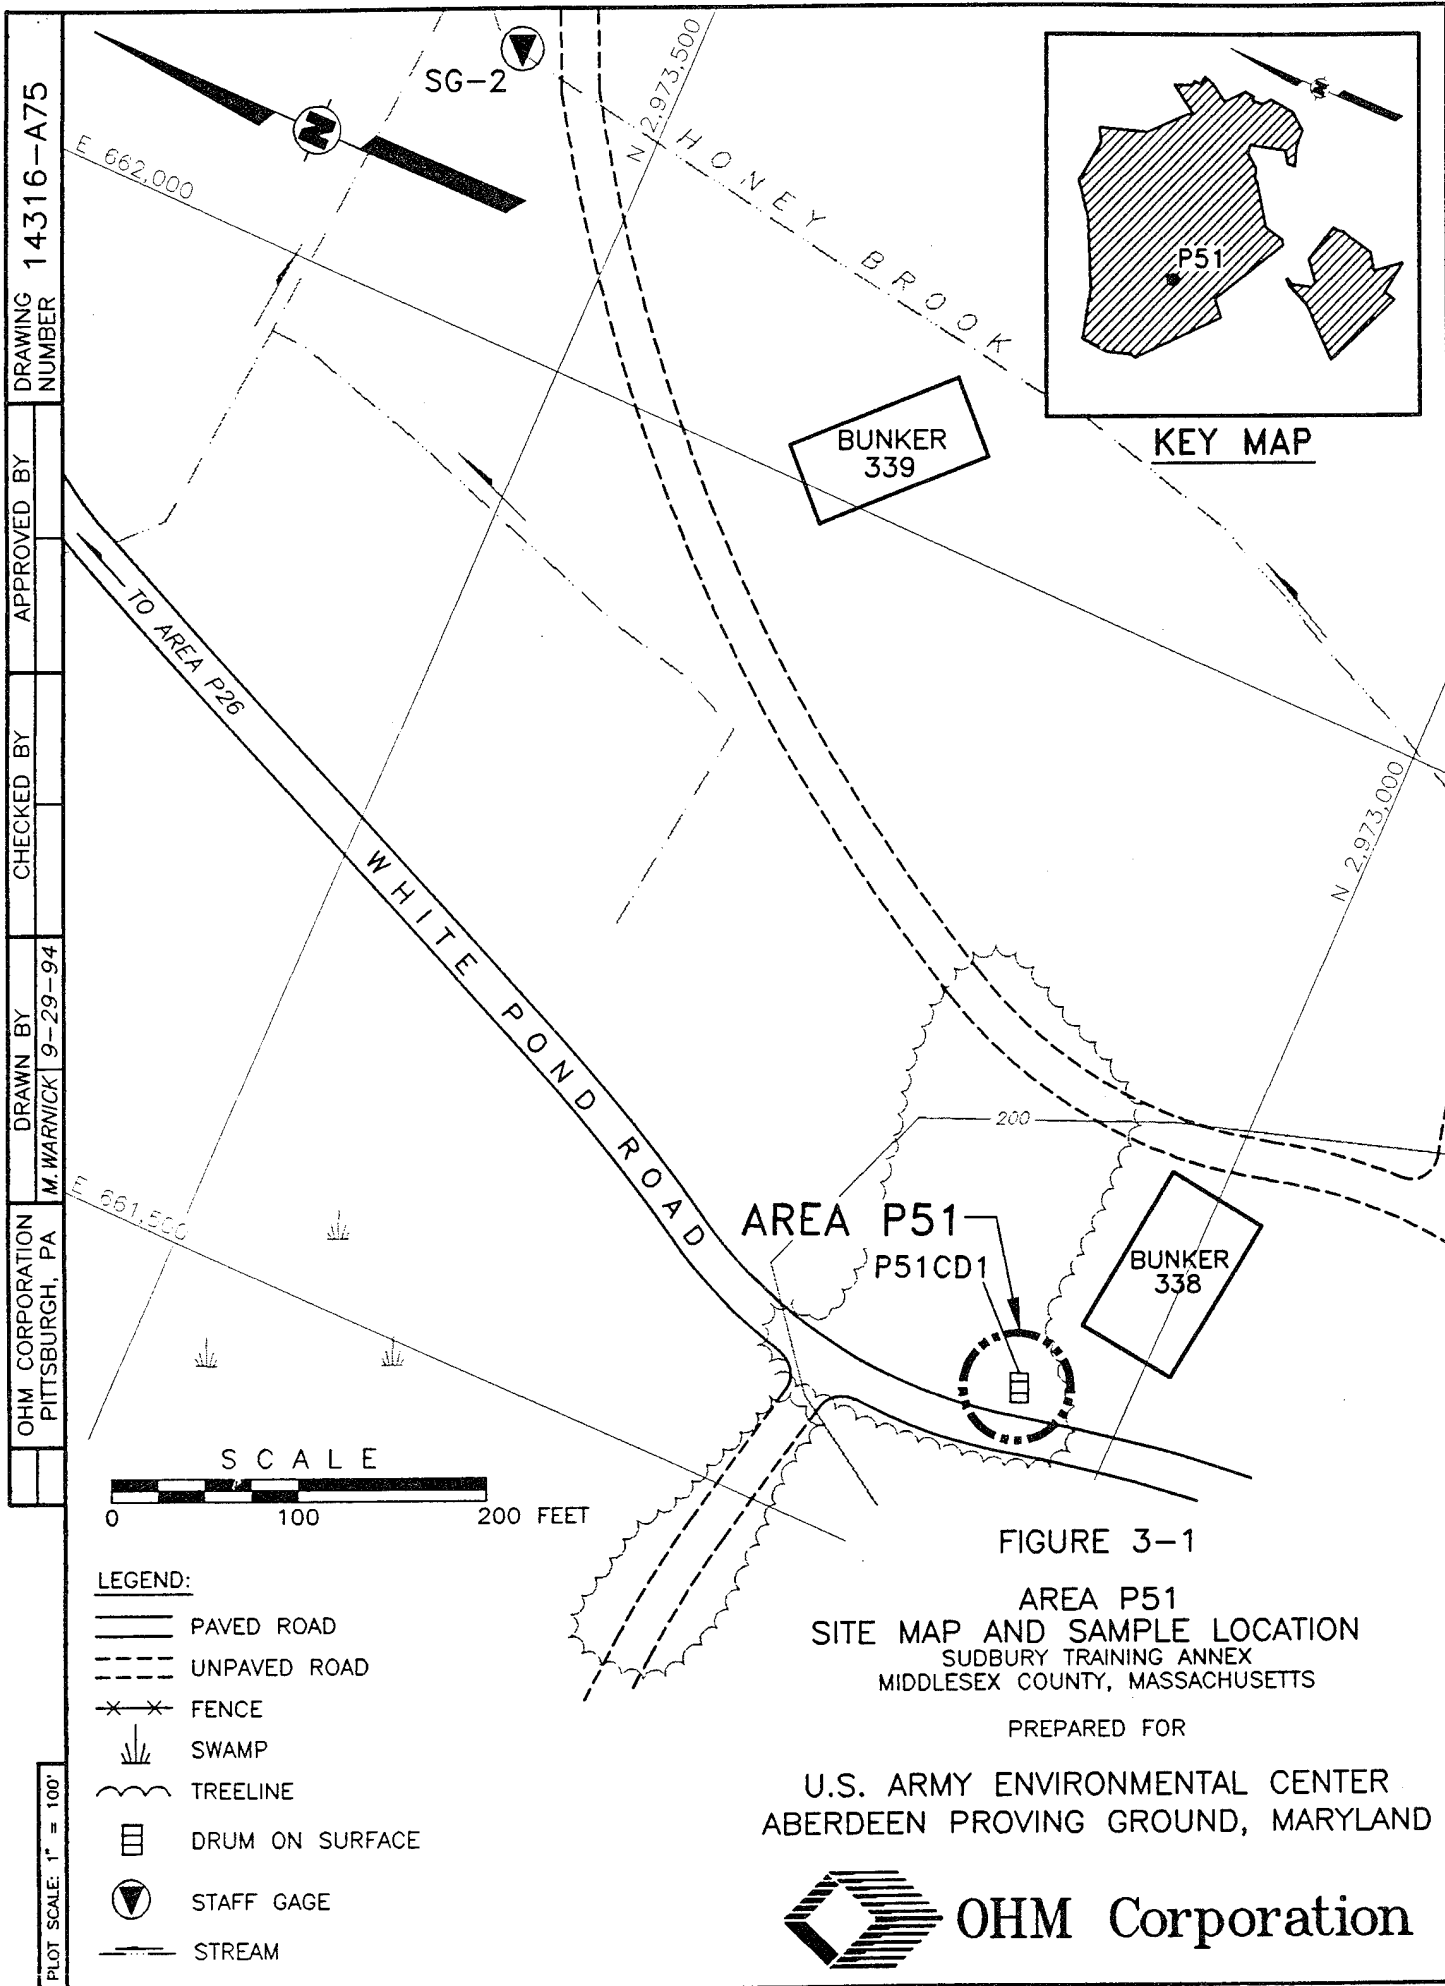 DRAWING
NUMBER
14316-A75
APPROVED BY
CHECKED BY
DRAWN BY
M. WARNICK
9-29-94
OHM CORPORATION
PITTSBURGH, PA
PLOT SCALE: 1" = 100'
SG-2
N
E 662,000
N 2,973,500
HONEY BROOK
N
P51
KEY MAP
BUNKER
339
TO AREA P26
WHITE POND ROAD
N 2,973,000
200
E 661,500
AREA P51
P51CD1
BUNKER
338
SCALE
0 100 200 FEET
LEGEND:
PAVED ROAD
UNPAVED ROAD
FENCE
SWAMP
TREELINE
DRUM ON SURFACE
STAFF GAGE
STREAM
FIGURE 3-1
AREA P51
SITE MAP AND SAMPLE LOCATION
SUDBURY TRAINING ANNEX
MIDDLESEX COUNTY, MASSACHUSETTS
PREPARED FOR
U.S. ARMY ENVIRONMENTAL CENTER
ABERDEEN PROVING GROUND, MARYLAND
OHM Corporation